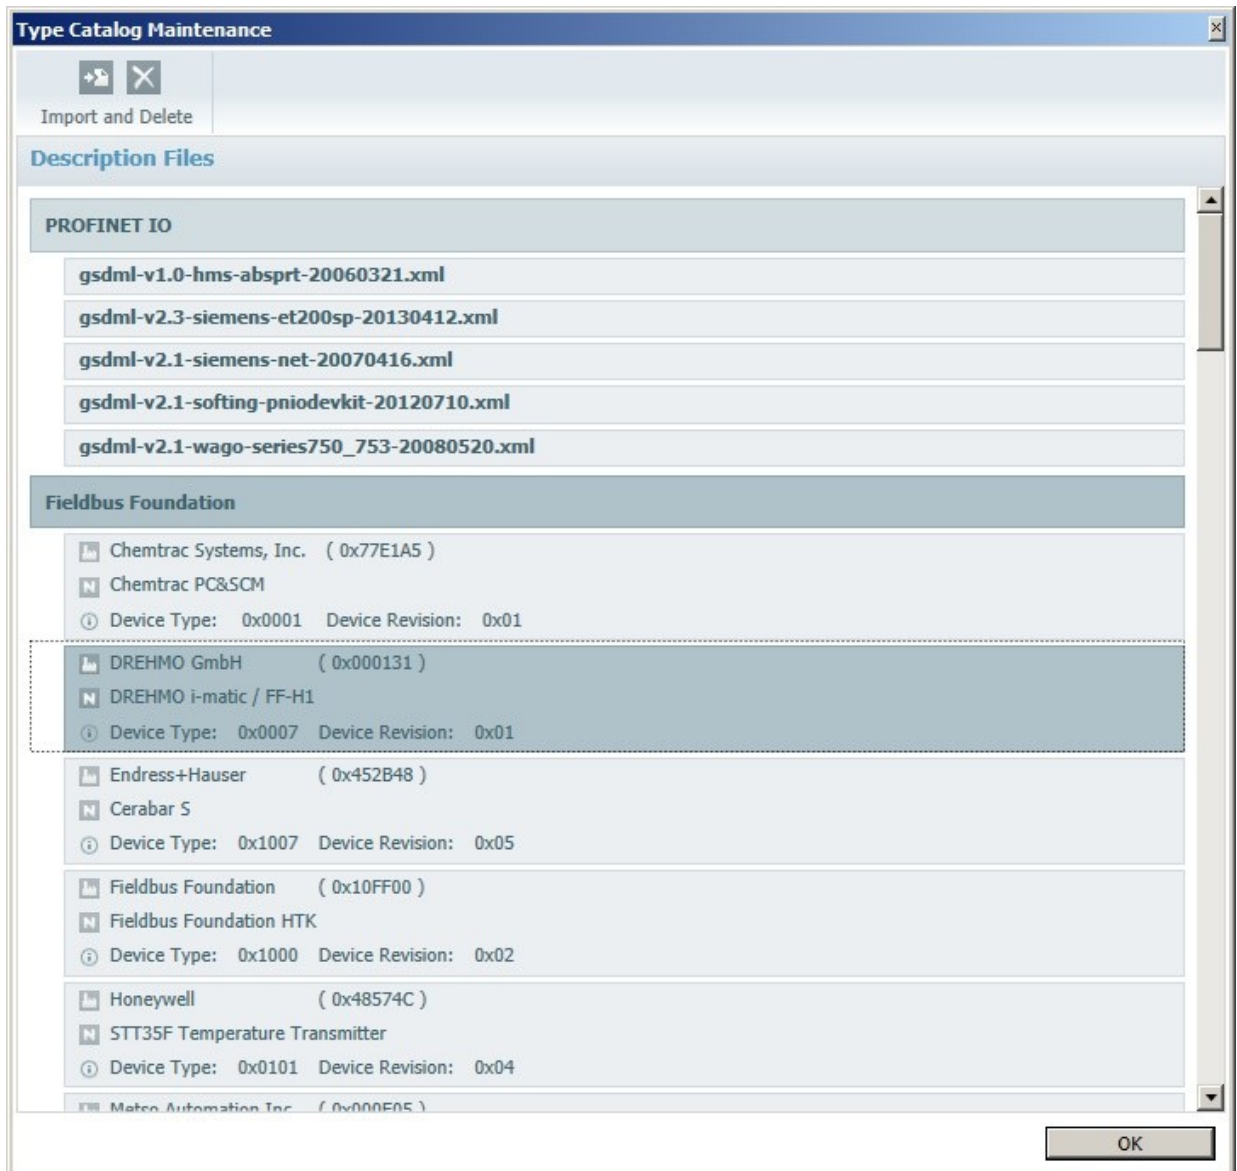 Type Catalog Maintenance
Import and Delete
Description Files
PROFINET IO
gsdml-v1.0-hms-absprt-20060321.xml
gsdml-v2.3-siemens-et200sp-20130412.xml
gsdml-v2.1-siemens-net-20070416.xml
gsdml-v2.1-softing-pniodevkit-20120710.xml
gsdml-v2.1-wago-series750_753-20080520.xml
Fieldbus Foundation
Chemtrac Systems, Inc. ( 0x77E1A5 )
Chemtrac PC&SCM
Device Type: 0x0001 Device Revision: 0x01
DREHMO GmbH ( 0x000131 )
DREHMO i-matic / FF-H1
Device Type: 0x0007 Device Revision: 0x01
Endress+Hauser ( 0x452B48 )
Cerabar S
Device Type: 0x1007 Device Revision: 0x05
Fieldbus Foundation ( 0x10FF00 )
Fieldbus Foundation HTK
Device Type: 0x1000 Device Revision: 0x02
Honeywell ( 0x48574C )
STT35F Temperature Transmitter
Device Type: 0x0101 Device Revision: 0x04
Metso Automation Inc. ( 0x000E05 )
OK